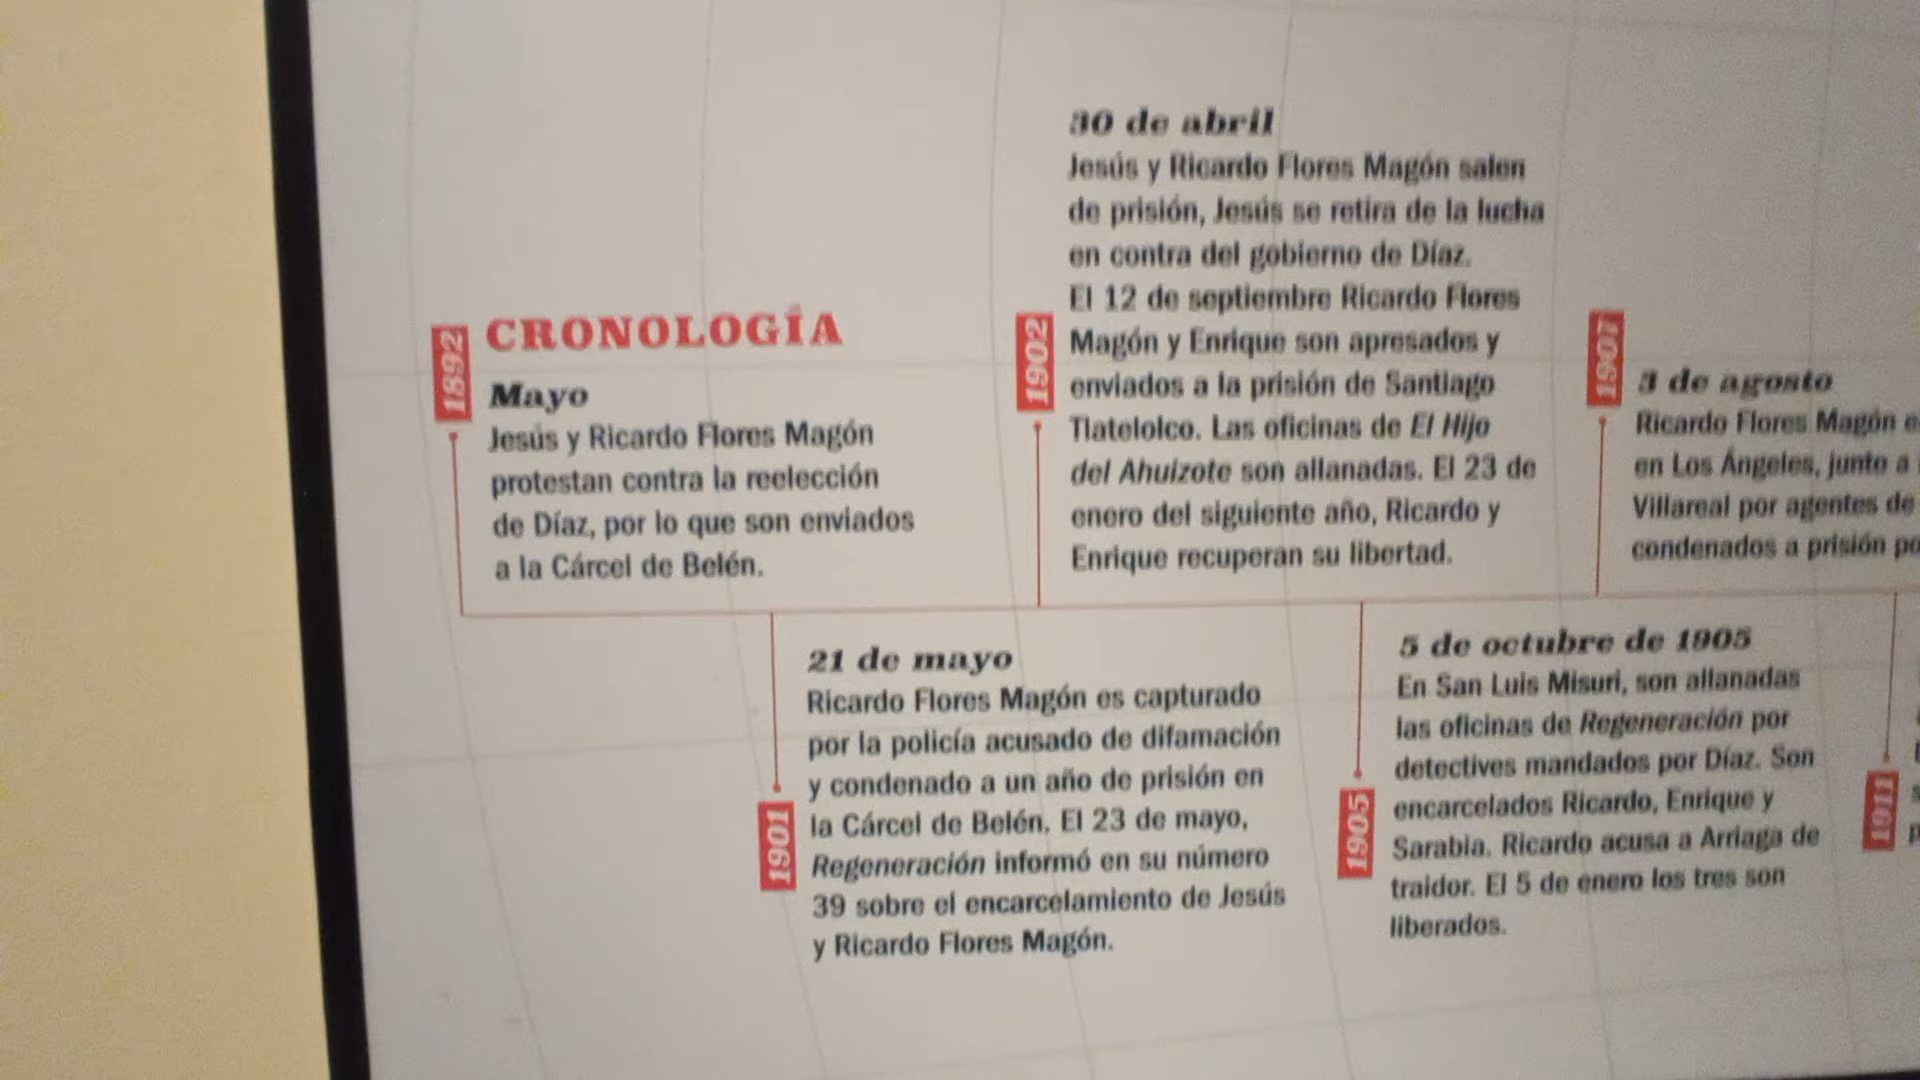 CRONOLOGÍA
1892
Mayo
Jesús y Ricardo Flores Magón
protestan contra la reelección
de Díaz, por lo que son enviados
a la Cárcel de Belén.
1901
21 de mayo
Ricardo Flores Magón es capturado
por la policía acusado de difamación
y condenado a un año de prisión en
la Cárcel de Belén. El 23 de mayo,
Regeneración informó en su número
39 sobre el encarcelamiento de Jesús
y Ricardo Flores Magón.
1902
30 de abril
Jesús y Ricardo Flores Magón salen
de prisión, Jesús se retira de la lucha
en contra del gobierno de Díaz.
El 12 de septiembre Ricardo Flores
Magón y Enrique son apresados y
enviados a la prisión de Santiago
Tlatelolco. Las oficinas de El Hijo
del Ahuizote son allanadas. El 23 de
enero del siguiente año, Ricardo y
Enrique recuperan su libertad.
1905
5 de octubre de 1905
En San Luis Misuri, son allanadas
las oficinas de Regeneración por
detectives mandados por Díaz. Son
encarcelados Ricardo, Enrique y
Sarabia. Ricardo acusa a Arriaga de
traidor. El 5 de enero los tres son
liberados.
1907
3 de agosto
Ricardo Flores Magón
en Los Ángeles, junto a
Villareal por agentes de
condenados a prisión
1911